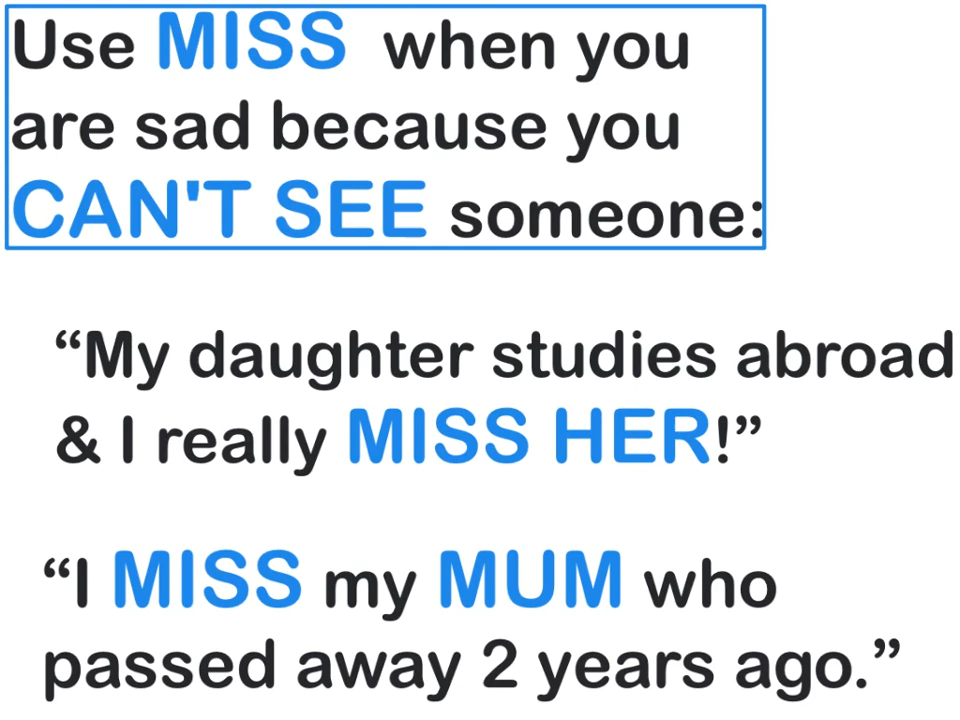 Use MISS when you
are sad because you
CAN'T SEE someone:
“My daughter studies abroad
& I really MISS HER!”
“I MISS my MUM who
passed away 2 years ago.”